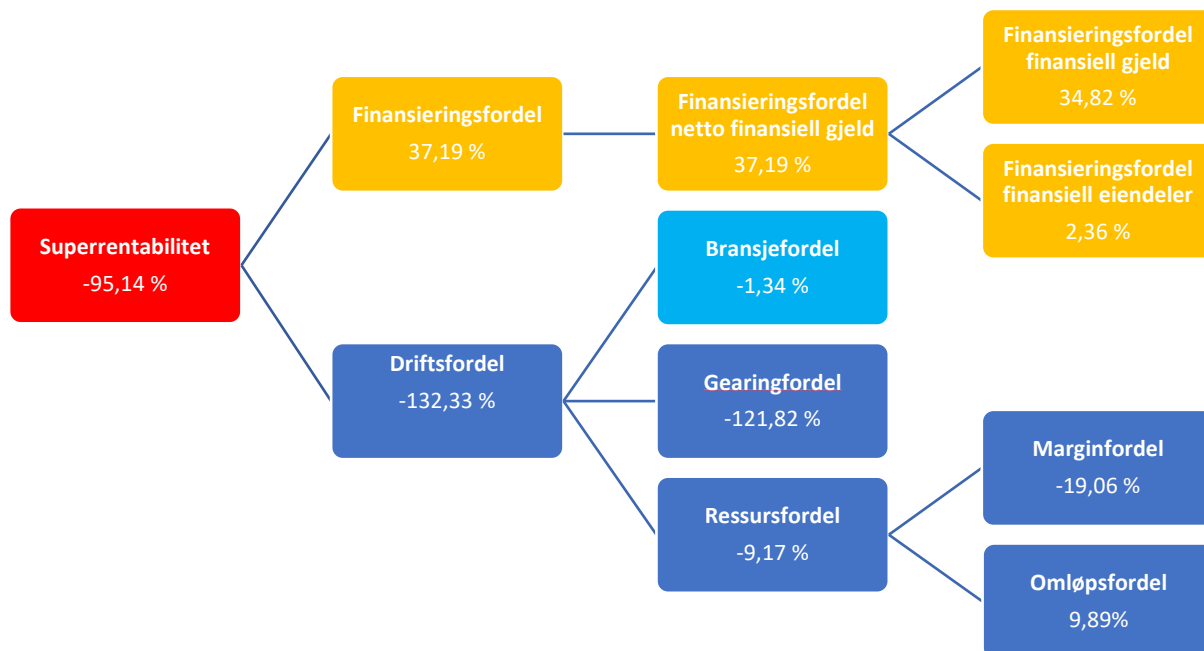 Superrentabilitet
-95,14 %
Finansieringsfordel
37,19 %
Driftsfordel
-132,33 %
Finansieringsfordel
netto finansiell gjeld
37,19 %
Bransjefordel
-1,34 %
Gearingfordel
-121,82 %
Ressursfordel
-9,17 %
Finansieringsfordel
finansiell gjeld
34,82 %
Finansieringsfordel
finansiell eiendeler
2,36 %
Marginfordel
-19,06 %
Omløpsfordel
9,89%